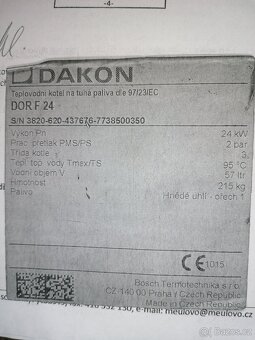 -4-
DAKON
Teplovodní kotel na tuhá paliva dle 97/23/EC
DOR F 24
S/N 3820-620-437676-7738500350
Výkon Pn 24 kW
Prac. přetlak PMS/PS 2 bar
Třída kotle 3
Tepl. top. vody Tmax/TS 95 °C
Vodní objem V 57 ltr
Hmotnost 215 kg
Palivo Hnědé uhlí - ořech 1
CE 1015
Bosch Termotechnika s.r.o.
CZ-140 00 Praha / Czech Republic
Made in Czech Republic
e-mail: meulovo@meulovo.cz